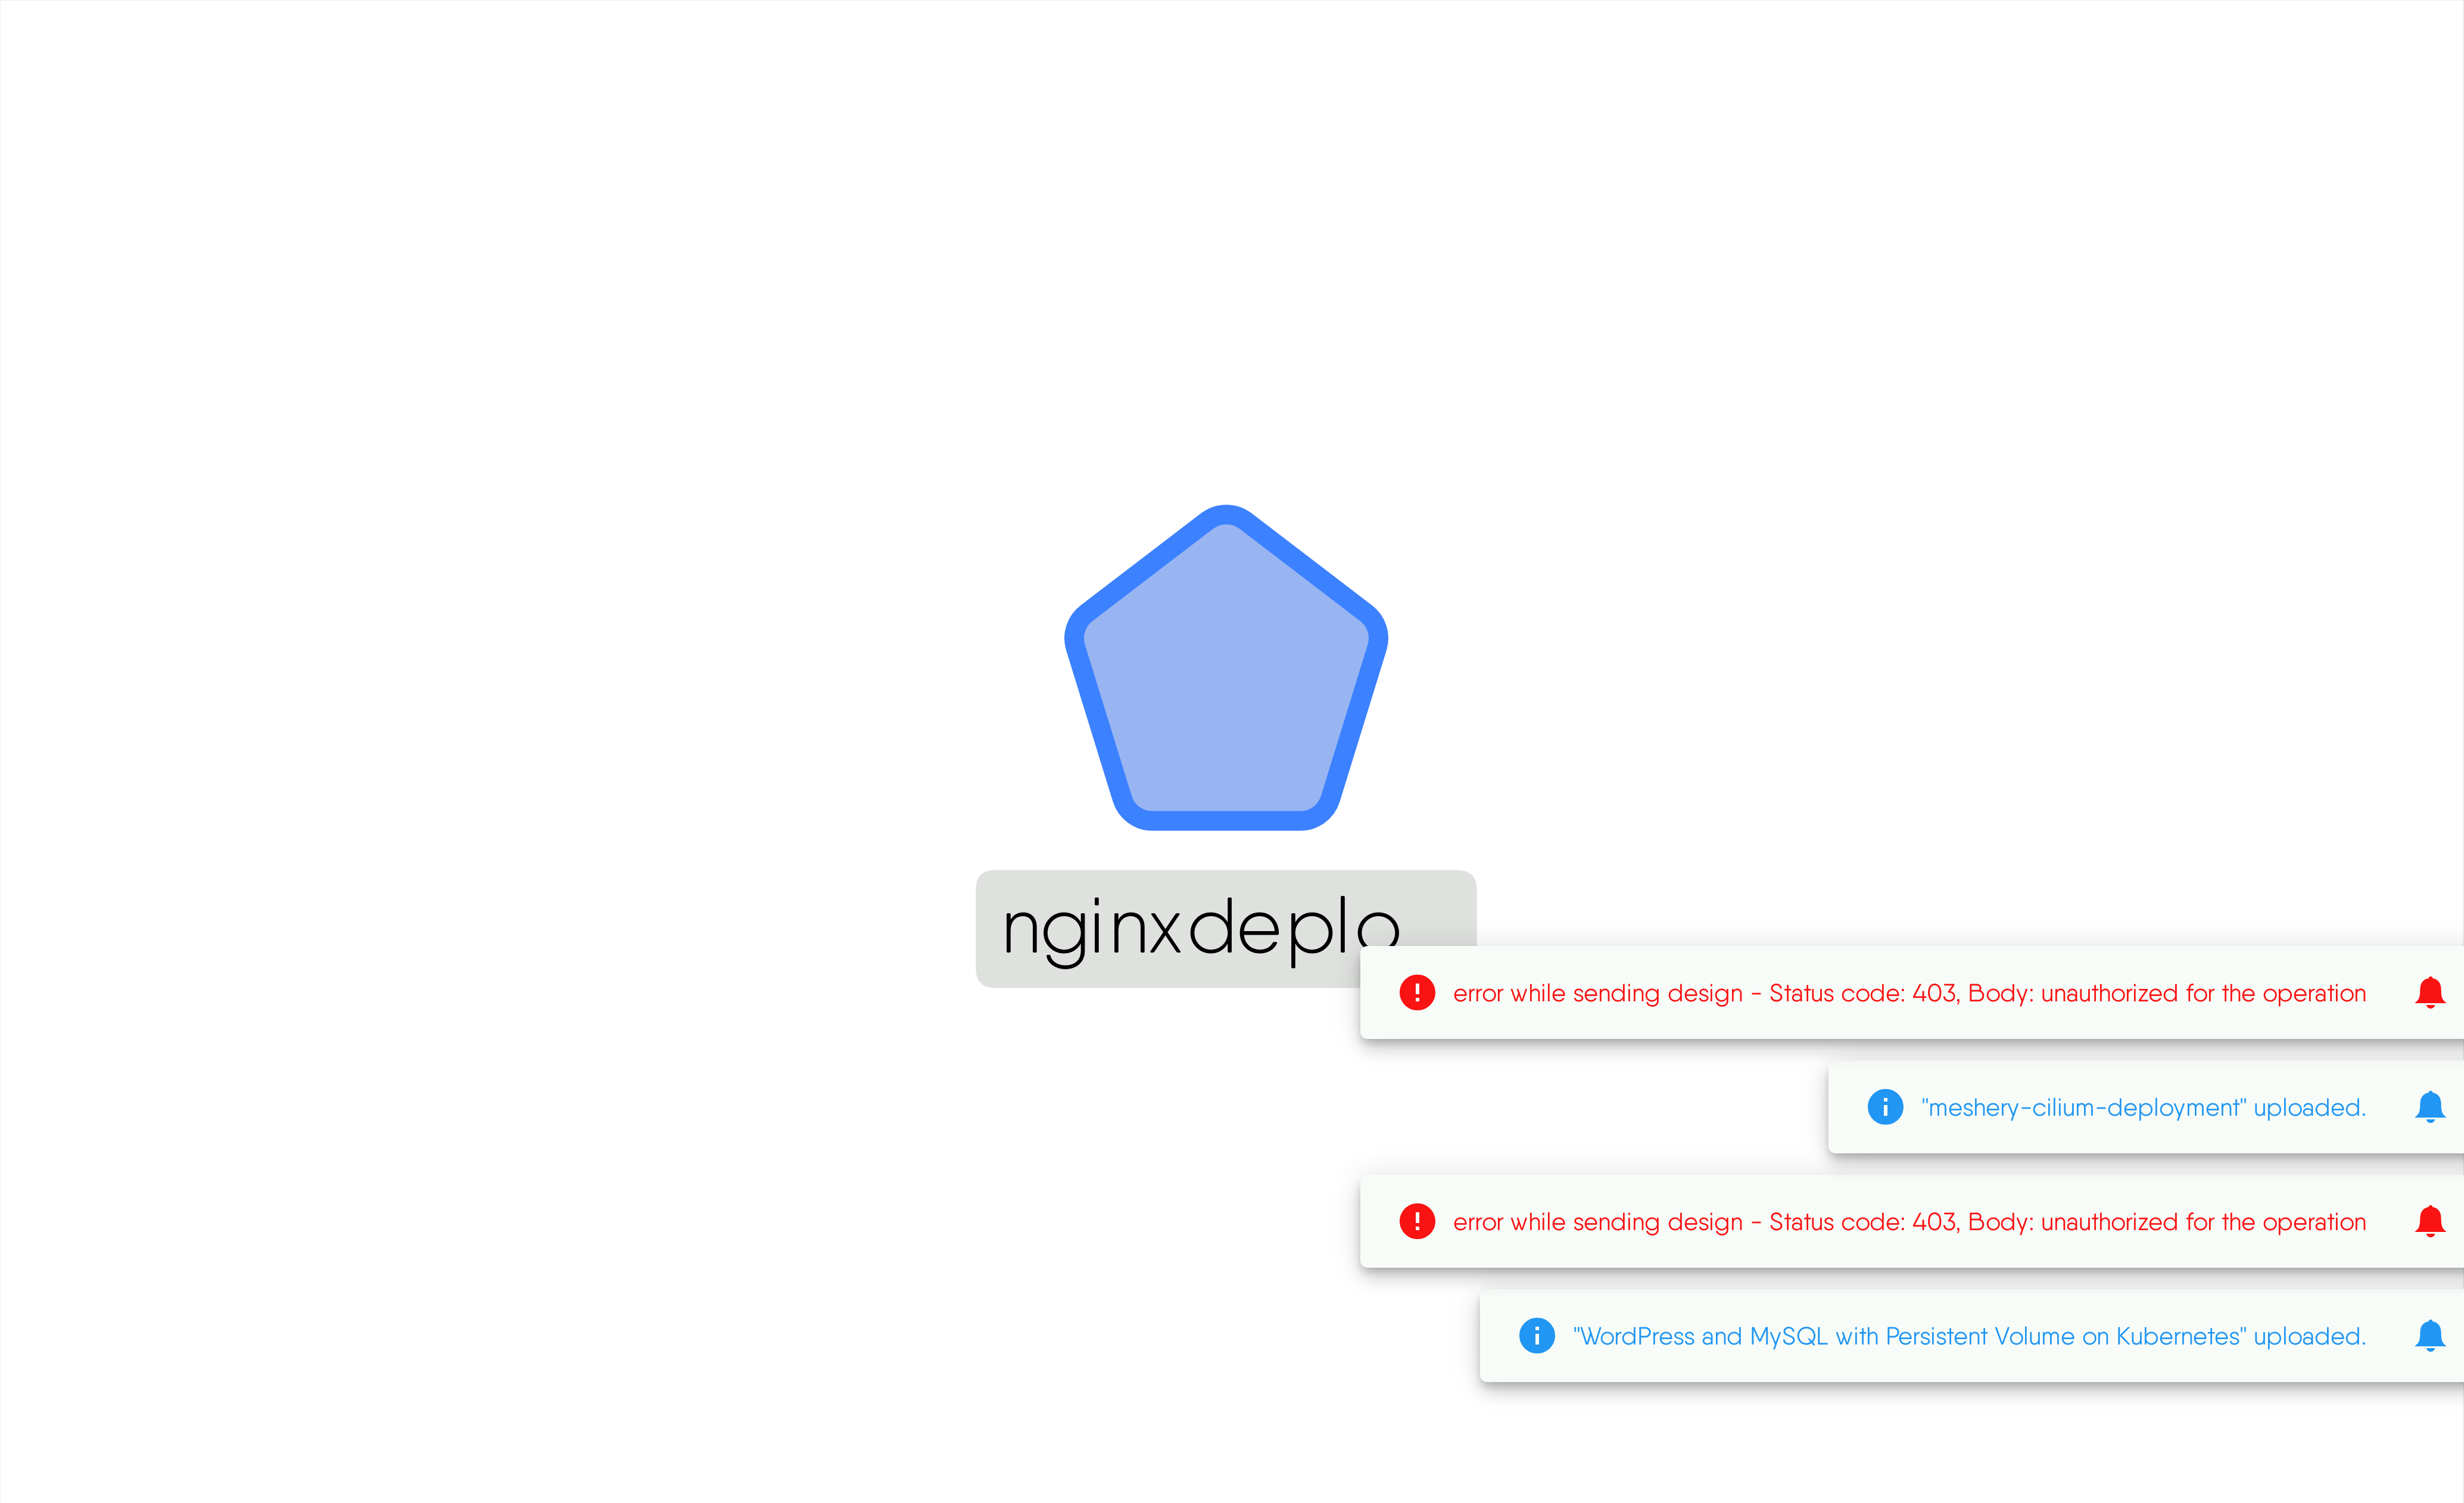 nginxdeplo
error while sending design - Status code: 403, Body: unauthorized for the operation
"meshery-cilium-deployment" uploaded.
error while sending design - Status code: 403, Body: unauthorized for the operation
"WordPress and MySQL with Persistent Volume on Kubernetes" uploaded.